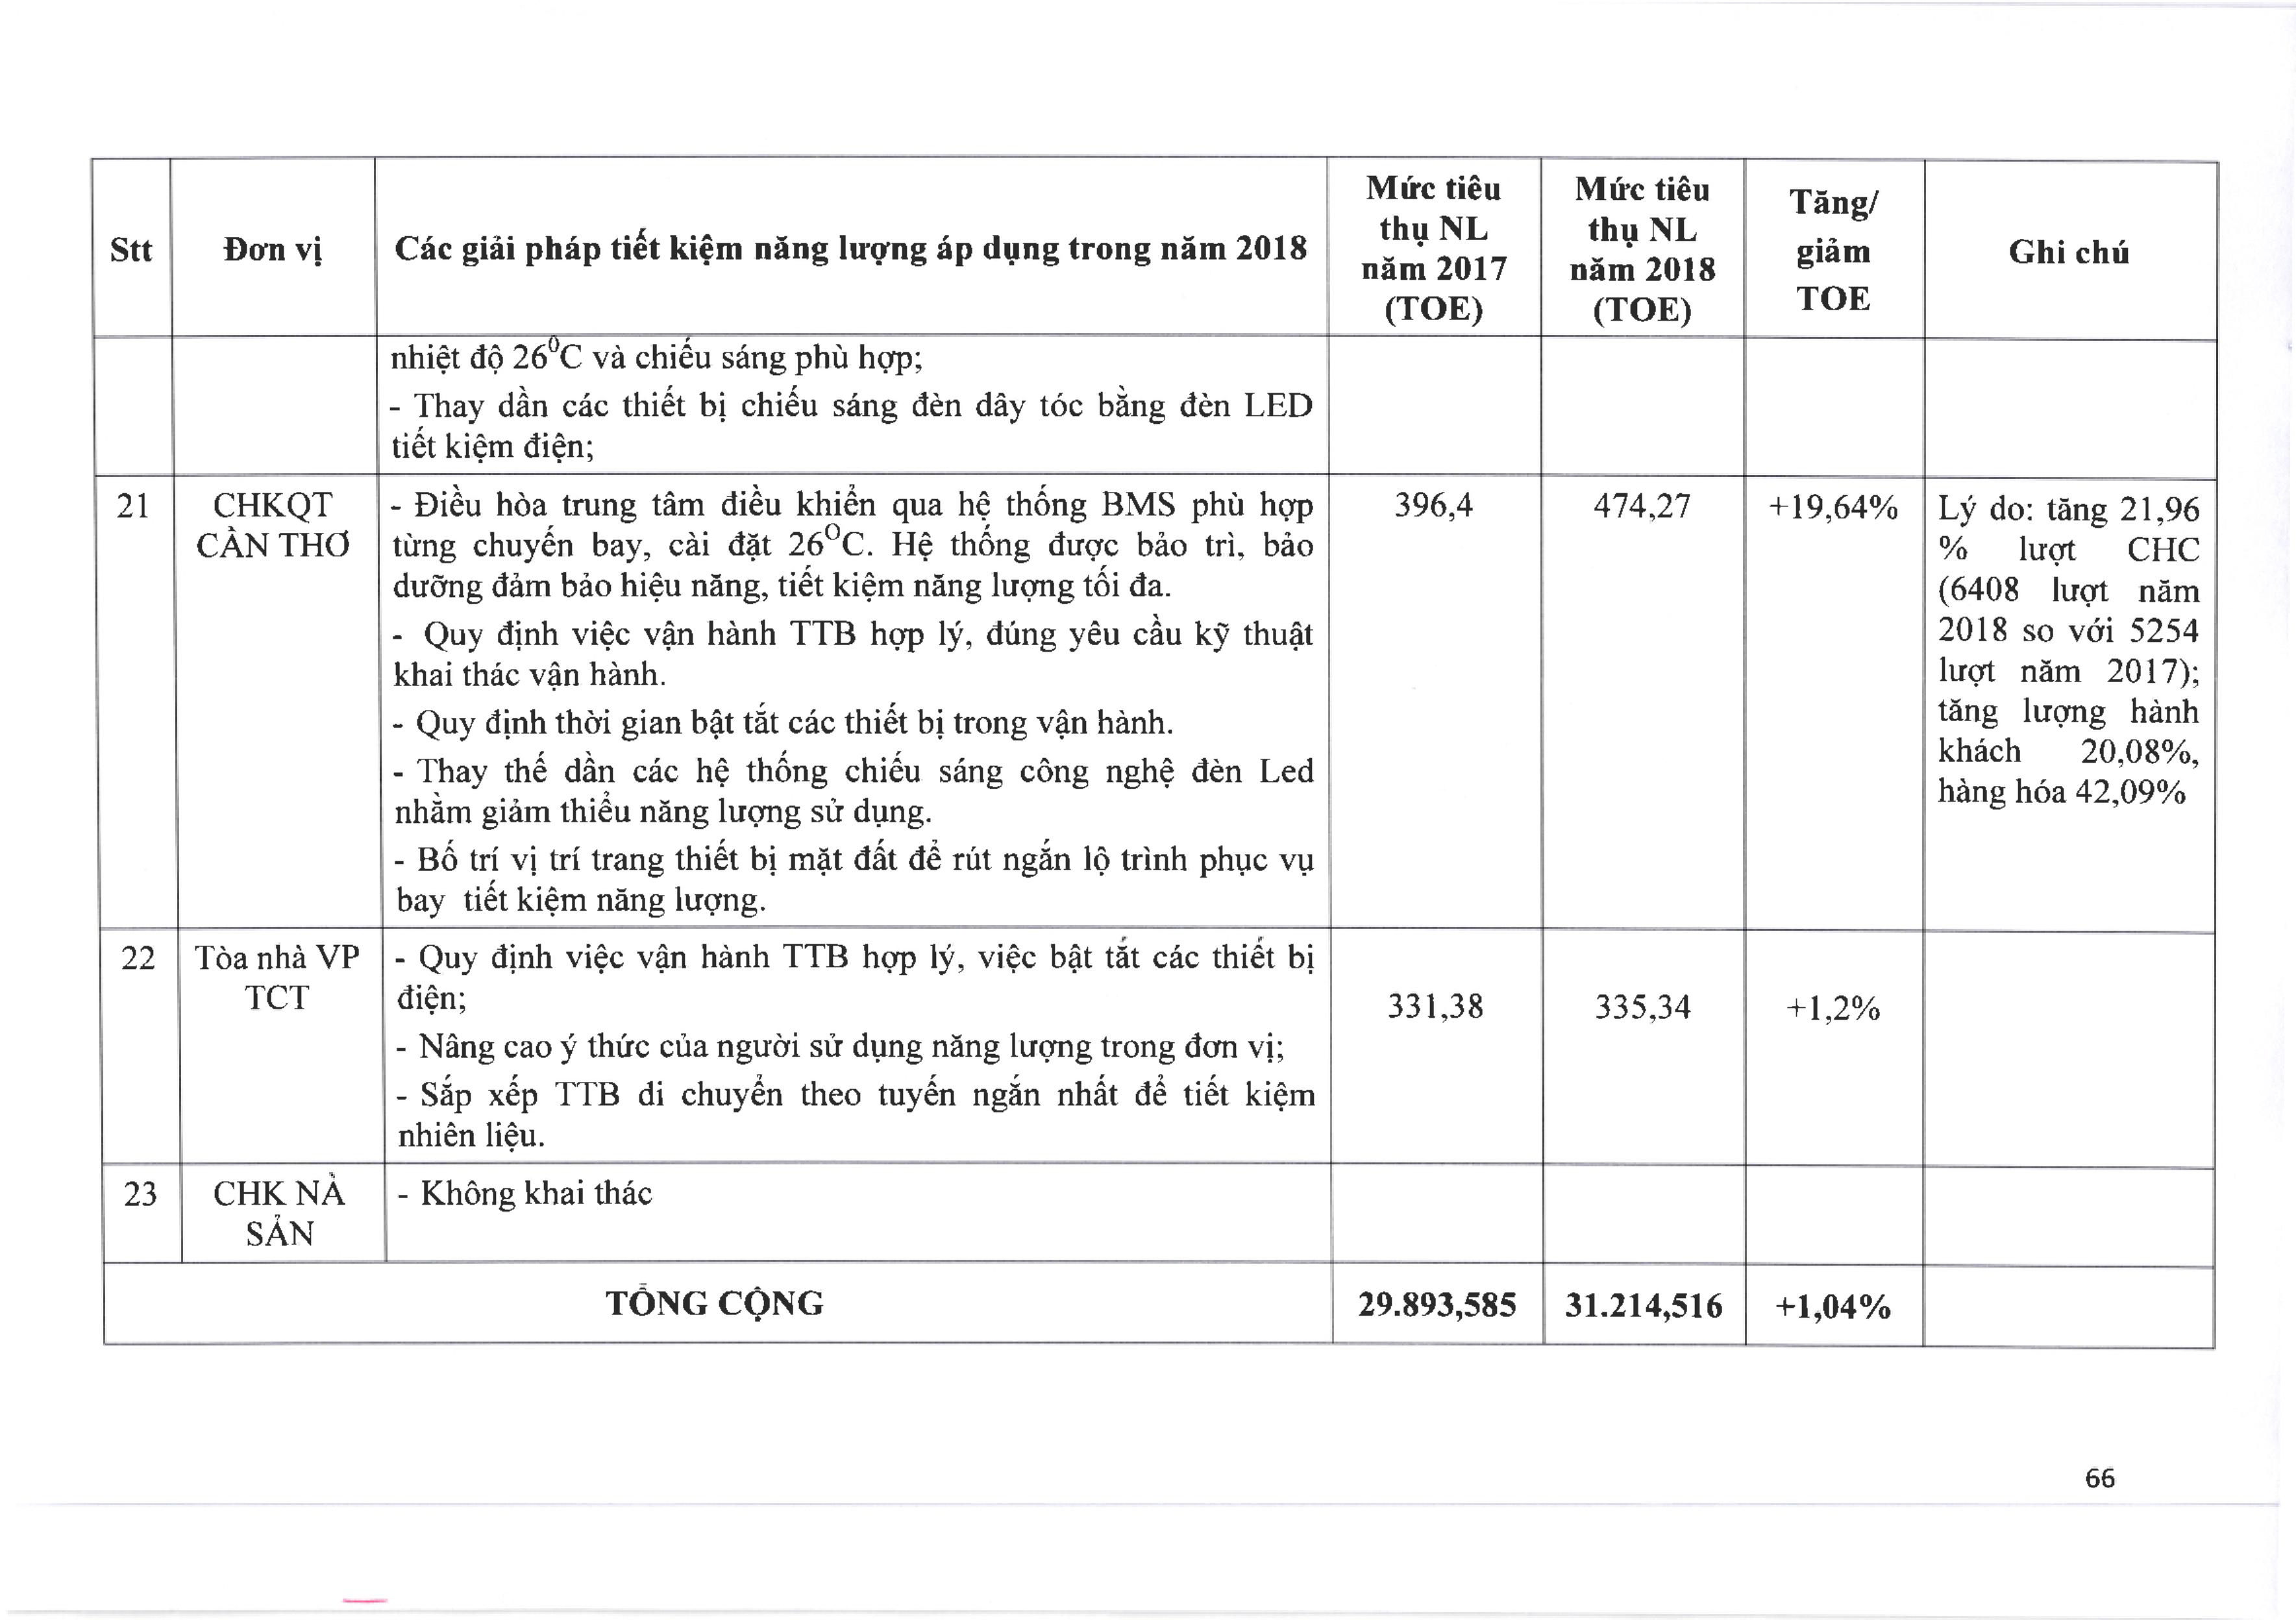 Stt
Đơn vị
Các giải pháp tiết kiệm năng lượng áp dụng trong năm 2018
Mức tiêu
thụ NL
năm 2017
(TOE)
Mức tiêu
thụ NL
năm 2018
(TOE)
Tăng/
giảm
TOE
Ghi chú
nhiệt độ 26⁰C và chiếu sáng phù hợp;
- Thay dần các thiết bị chiếu sáng đèn dây tóc bằng đèn LED
tiết kiệm điện;
21
CHKQT
CẦN THƠ
- Điều hòa trung tâm điều khiển qua hệ thống BMS phù hợp
từng chuyến bay, cài đặt 26ᴼC. Hệ thống được bảo trì, bảo
dưỡng đảm bảo hiệu năng, tiết kiệm năng lượng tối đa.
- Quy định việc vận hành TTB hợp lý, đúng yêu cầu kỹ thuật
khai thác vận hành.
- Quy định thời gian bật tắt các thiết bị trong vận hành.
- Thay thế dần các hệ thống chiếu sáng công nghệ đèn Led
nhằm giảm thiểu năng lượng sử dụng.
- Bố trí vị trí trang thiết bị mặt đất để rút ngắn lộ trình phục vụ
bay tiết kiệm năng lượng.
396,4
474,27
+19,64%
Lý do: tăng 21,96
% lượt CHC
(6408 lượt năm
2018 so với 5254
lượt năm 2017);
tăng lượng hành
khách 20,08%,
hàng hóa 42,09%
22
Tòa nhà VP
TCT
- Quy định việc vận hành TTB hợp lý, việc bật tắt các thiết bị
điện;
- Nâng cao ý thức của người sử dụng năng lượng trong đơn vị;
- Sắp xếp TTB di chuyển theo tuyến ngắn nhất để tiết kiệm
nhiên liệu.
331,38
335,34
+1,2%
23
CHK NÀ
SẢN
- Không khai thác
TỔNG CỘNG
29.893,585
31.214,516
+1,04%
66